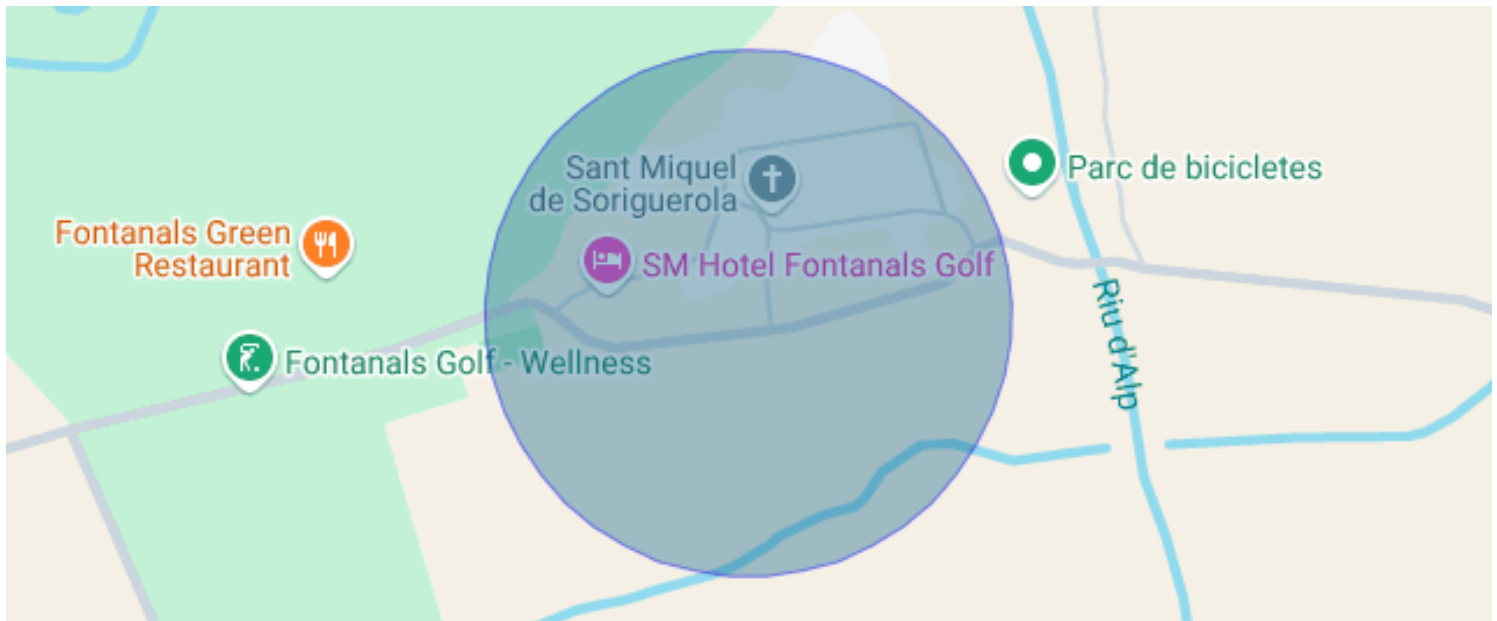 Sant Miquel
de Soriguerola
Parc de bicicletes
Fontanals Green
Restaurant
SM Hotel Fontanals Golf
Riu d'Alp
Fontanals Golf - Wellness